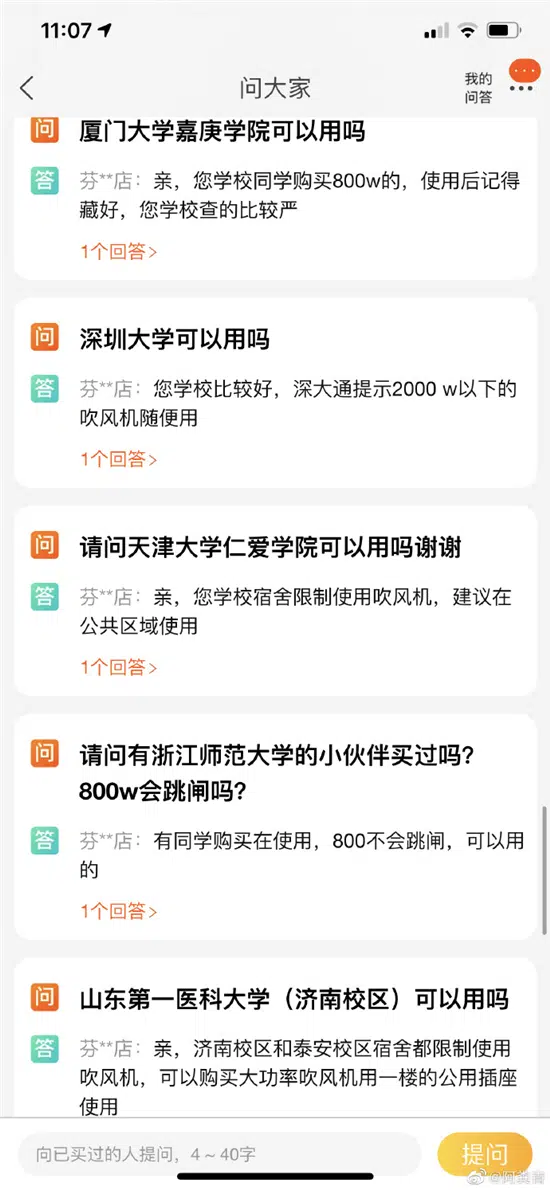 11:07
问大家
我的
问答
问 厦门大学嘉庚学院可以用吗
答 芬**店：亲，您学校同学购买800w的，使用后记得
藏好，您学校查的比较严
1个回答>
问 深圳大学可以用吗
答 芬**店：您学校比较好，深大通提示2000 w以下的
吹风机随便用
1个回答>
问 请问天津大学仁爱学院可以用吗谢谢
答 芬**店：亲，您学校宿舍限制使用吹风机，建议在
公共区域使用
1个回答>
问 请问有浙江师范大学的小伙伴买过吗？
800w会跳闸吗？
答 芬**店：有同学购买在使用，800不会跳闸，可以用
的
1个回答>
问 山东第一医科大学（济南校区）可以用吗
答 芬**店：亲，济南校区和泰安校区宿舍都限制使用
吹风机，可以购买大功率吹风机用一楼的公用插座
使用
向已买过的人提问，4～40字
提问